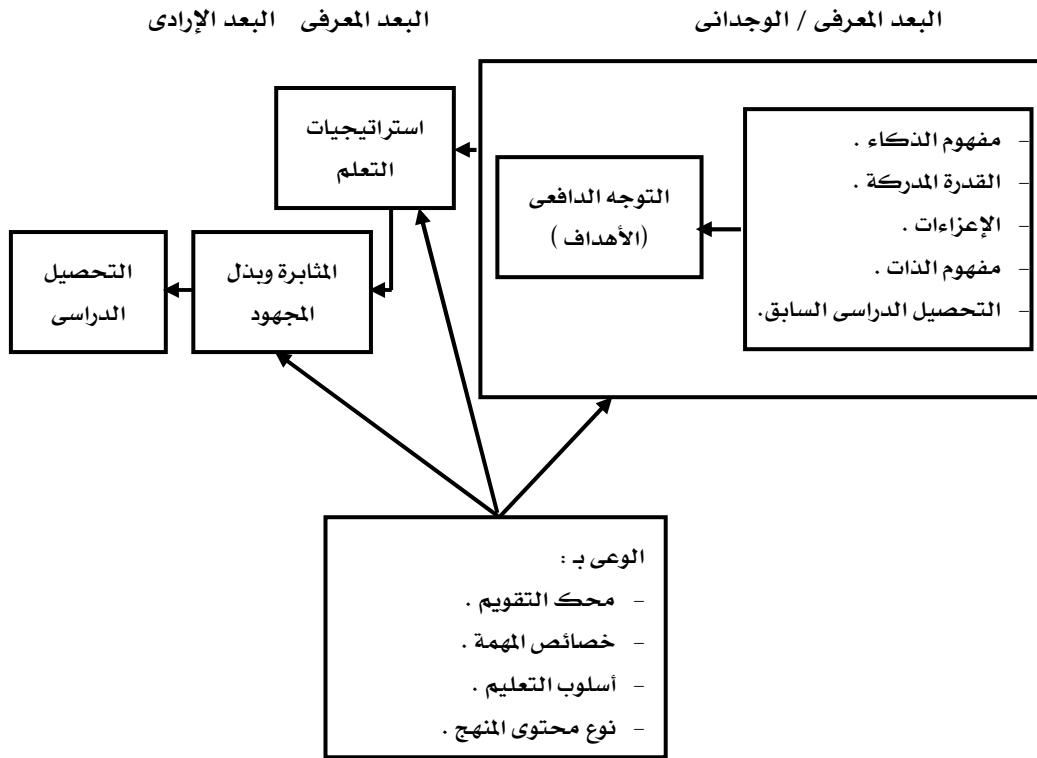 البعد المعرفى / الوجدانى
البعد المعرفى
البعد الإرادى
– مفهوم الذكاء .
– القدرة المدركة .
– الإعزاءات .
– مفهوم الذات .
– التحصيل الدراسى السابق.
التوجه الدافعى
(الأهداف )
استراتيجيات
التعلم
المثابرة وبذل
المجهود
التحصيل
الدراسى
الوعى بـ :
– محك التقويم .
– خصائص المهمة .
– أسلوب التعليم .
– نوع محتوى المنهج .